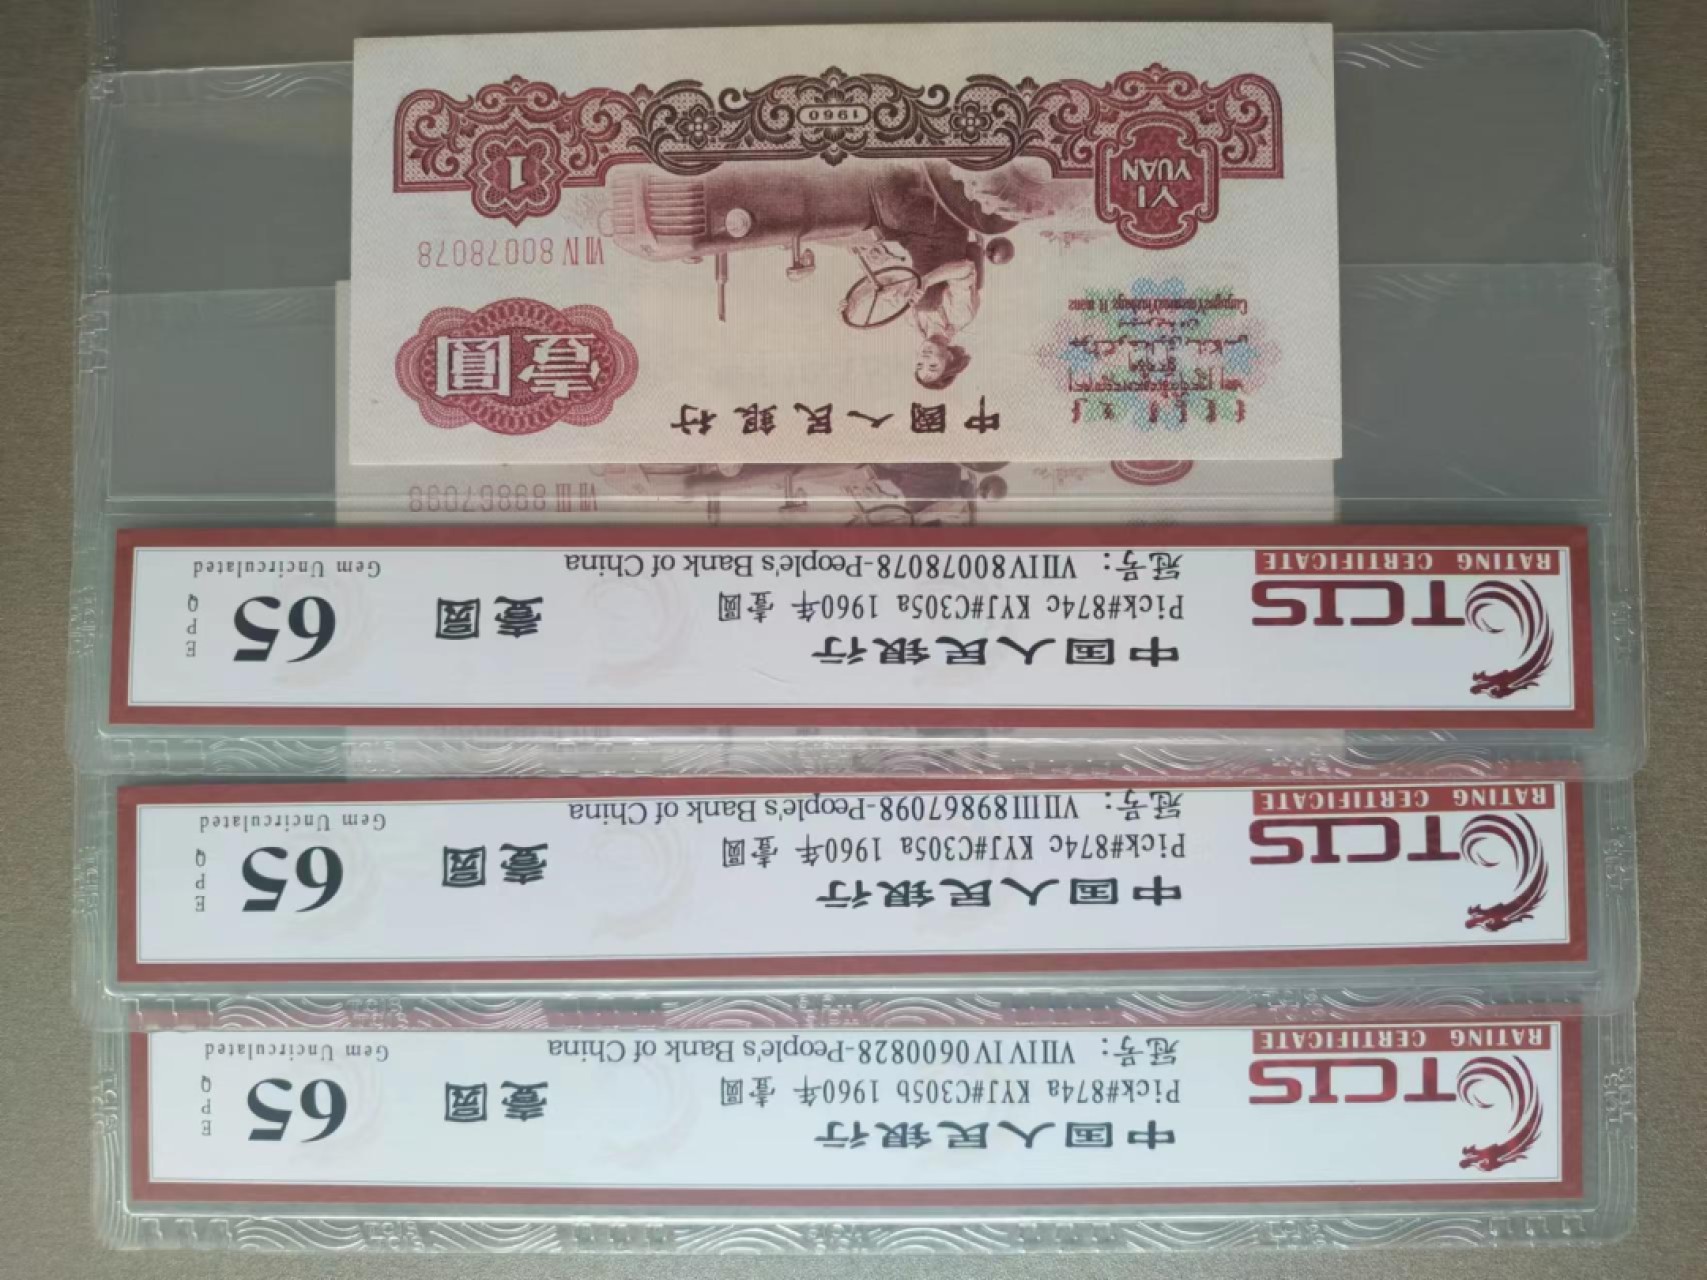 TCIS
RATING CERTIFICATE
中国人民银行
Pick#874a KYJ#C305b 1960年 壹圆
冠号：VIIIIVIV0600828-People's Bank of China
壹圆
65
EPQ
Gem Uncirculated
TCIS
RATING CERTIFICATE
中国人民银行
Pick#874c KYJ#C305a 1960年 壹圆
冠号：VIIIII89867098-People's Bank of China
壹圆
65
EPQ
Gem Uncirculated
TCIS
RATING CERTIFICATE
中国人民银行
Pick#874c KYJ#C305a 1960年 壹圆
冠号：VIIIIV80078078-People's Bank of China
壹圆
65
EPQ
Gem Uncirculated
VII III 89867098
中國人民銀行
壹圓
VIII IV 80078078
YI
YUAN
1960
1